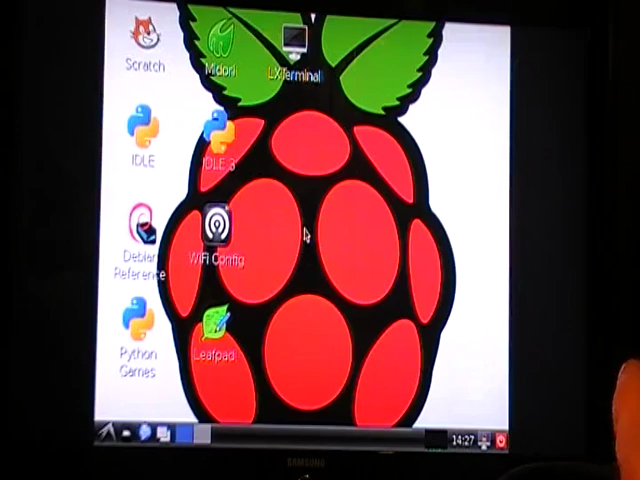 Scratch
Midori
LXTerminal
IDLE
IDLE 3
Debian
Reference
WiFi Config
Python
Games
Leafpad
14:27
SAMSUNG